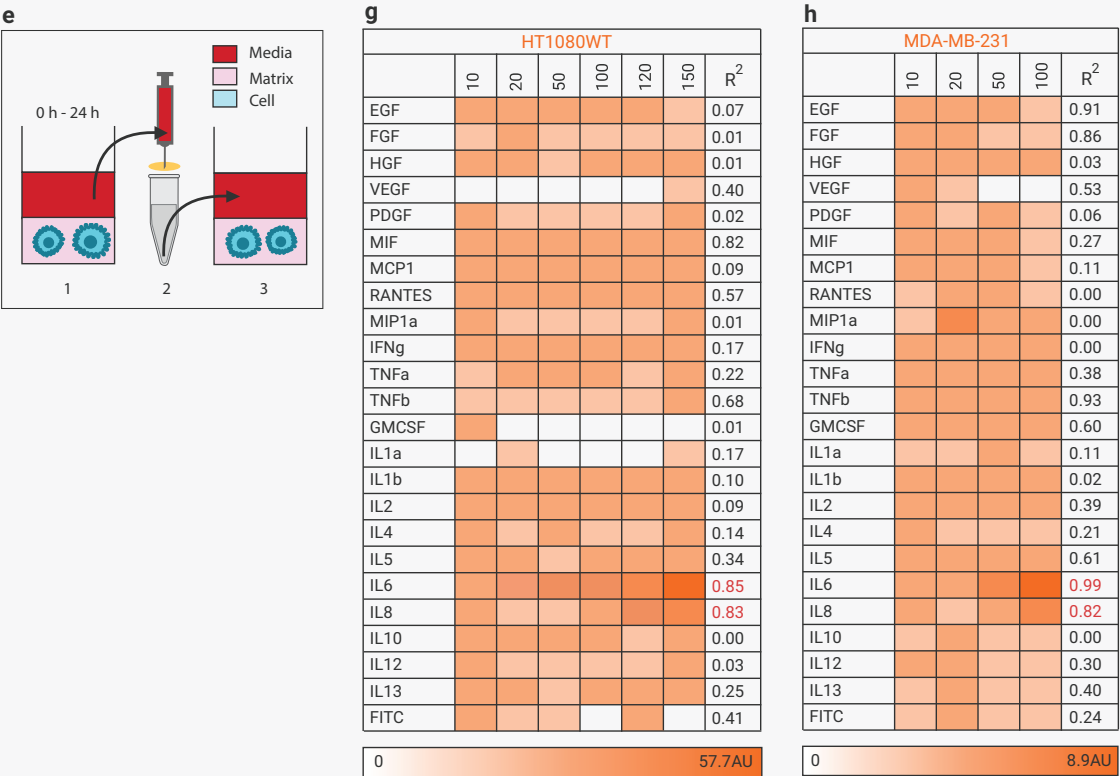 e
Media
Matrix
Cell
0 h - 24 h
1 2 3
g
HT1080WT
10 20 50 100 120 150 R2
EGF 0.07
FGF 0.01
HGF 0.01
VEGF 0.40
PDGF 0.02
MIF 0.82
MCP1 0.09
RANTES 0.57
MIP1a 0.01
IFNg 0.17
TNFa 0.22
TNFb 0.68
GMCSF 0.01
IL1a 0.17
IL1b 0.10
IL2 0.09
IL4 0.14
IL5 0.34
IL6 0.85
IL8 0.83
IL10 0.00
IL12 0.03
IL13 0.25
FITC 0.41
0 57.7AU
h
MDA-MB-231
10 20 50 100 R2
EGF 0.91
FGF 0.86
HGF 0.03
VEGF 0.53
PDGF 0.06
MIF 0.27
MCP1 0.11
RANTES 0.00
MIP1a 0.00
IFNg 0.00
TNFa 0.38
TNFb 0.93
GMCSF 0.60
IL1a 0.11
IL1b 0.02
IL2 0.39
IL4 0.21
IL5 0.61
IL6 0.99
IL8 0.82
IL10 0.00
IL12 0.30
IL13 0.40
FITC 0.24
0 8.9AU